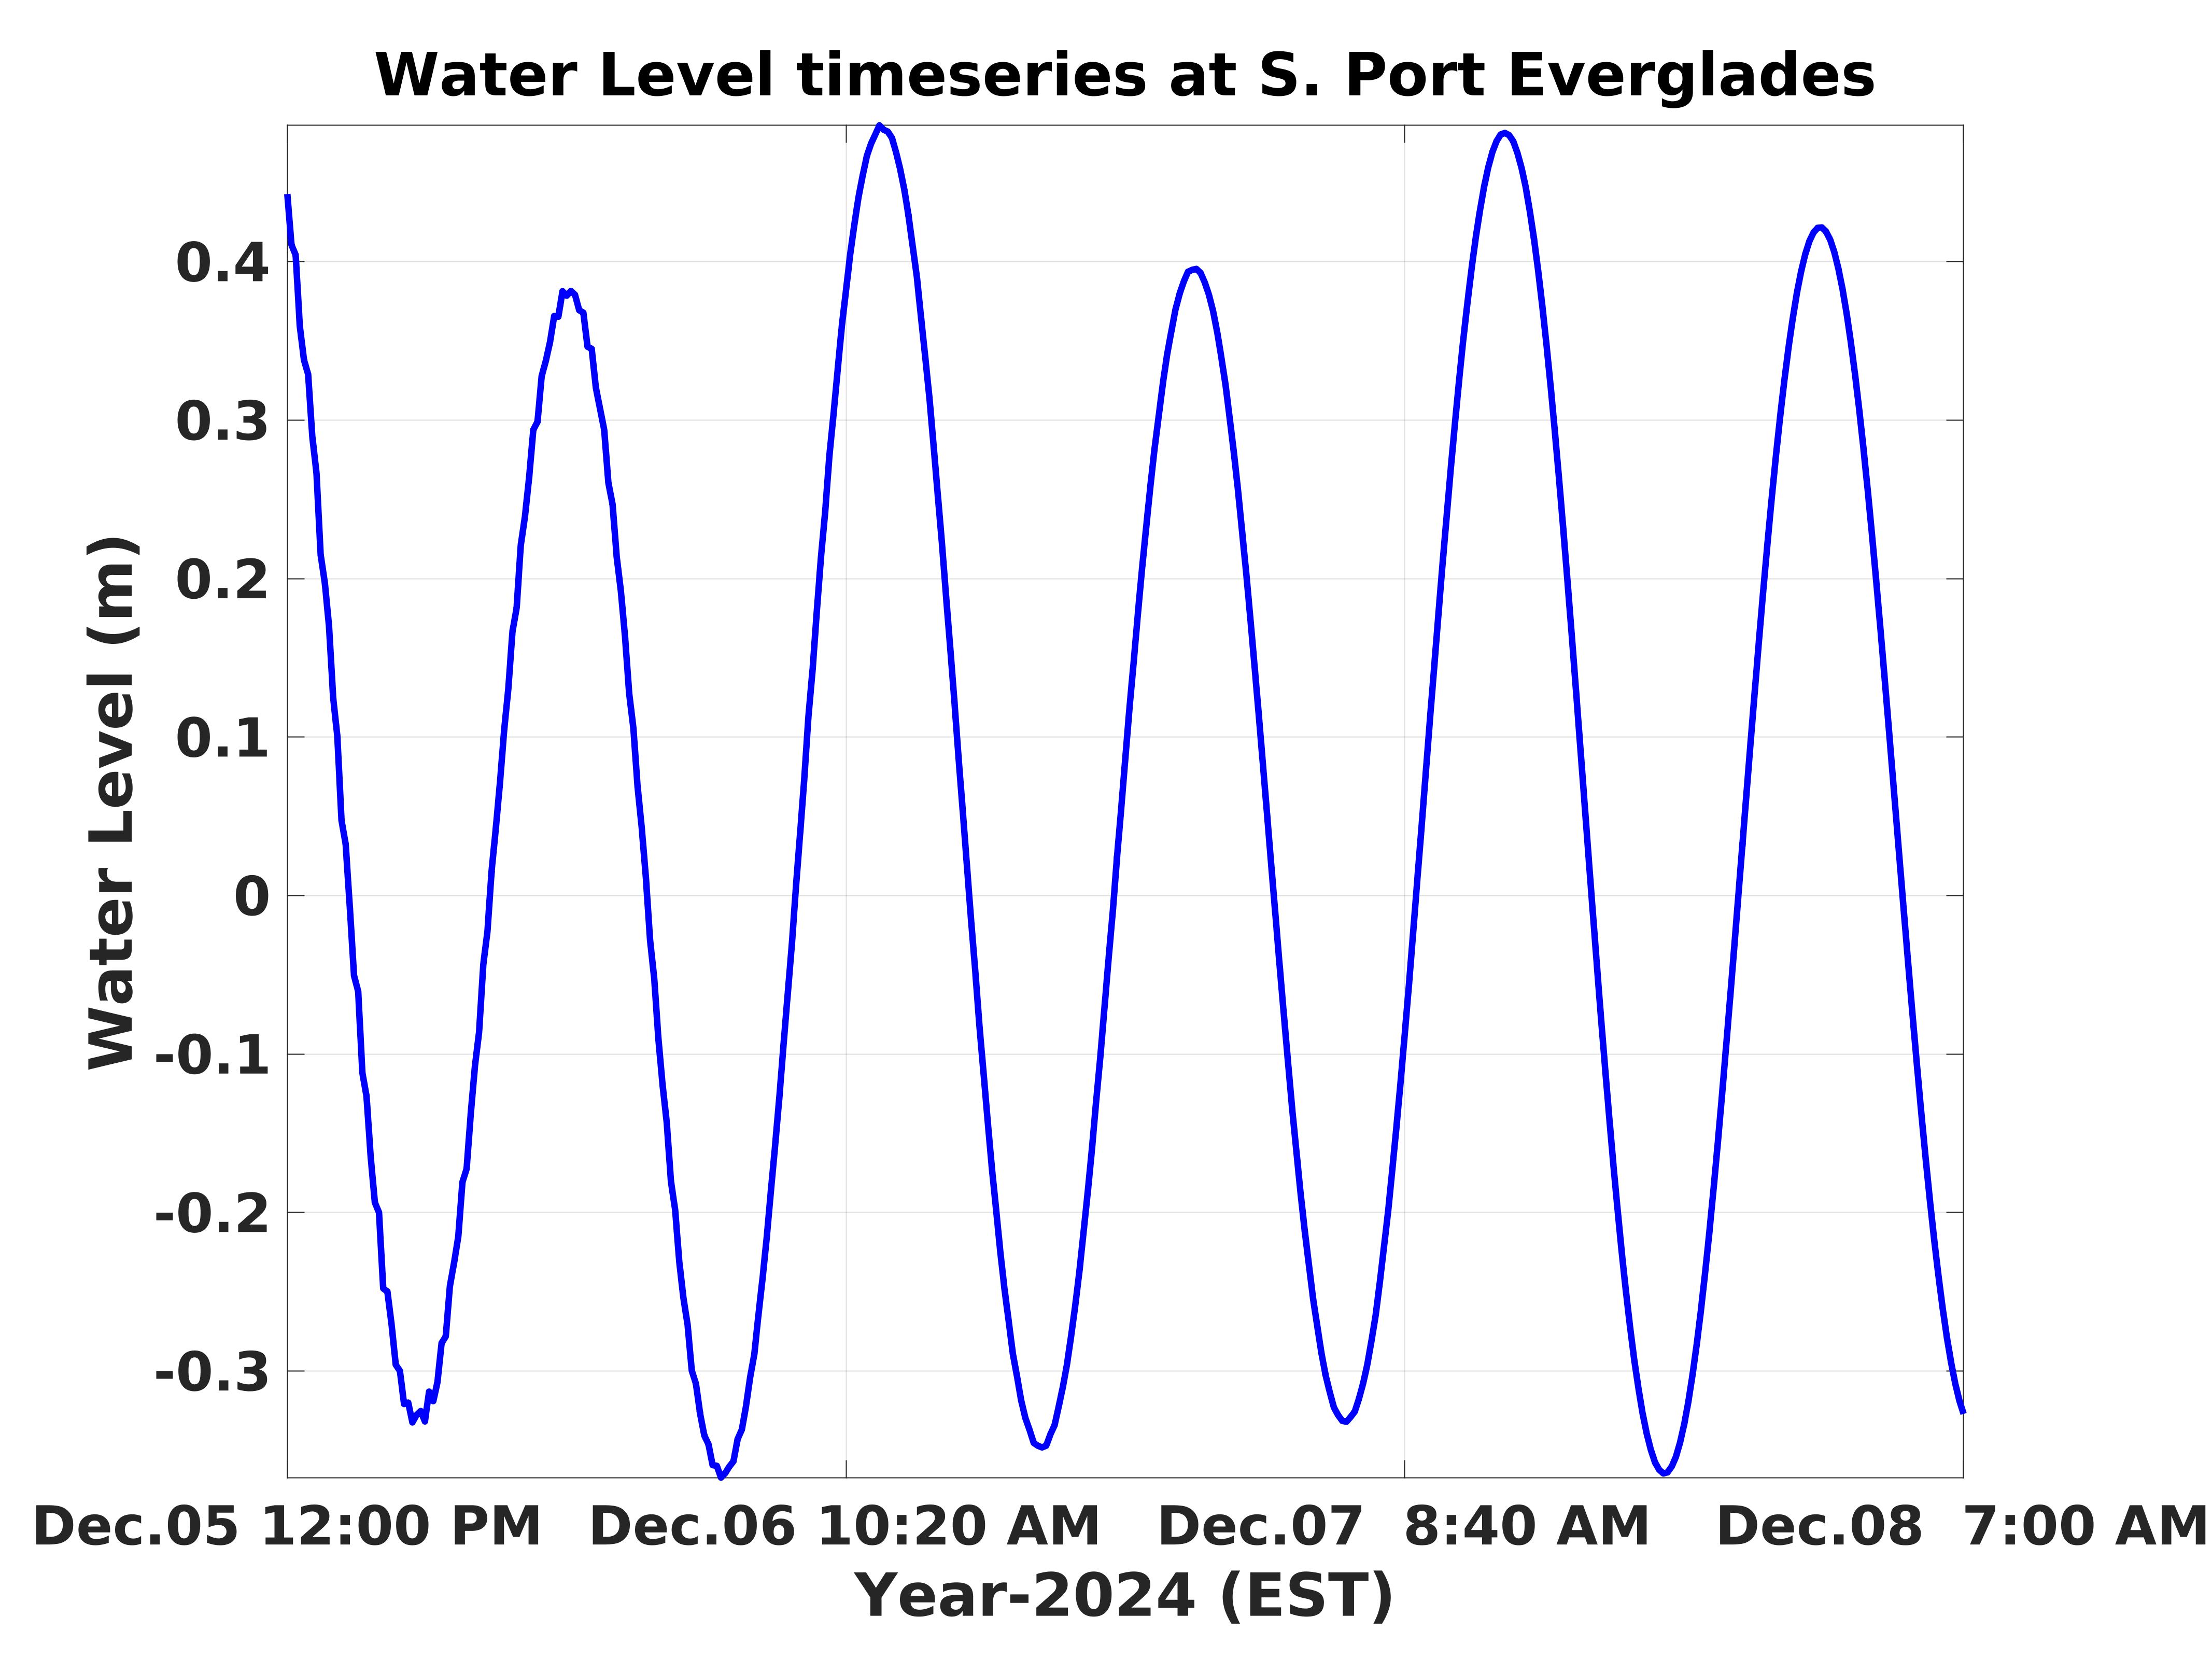 Water Level timeseries at S. Port Everglades
Water Level (m)
0.4
0.3
0.2
0.1
0
-0.1
-0.2
-0.3
Dec.05 12:00 PM Dec.06 10:20 AM Dec.07 8:40 AM Dec.08 7:00 AM
Year-2024 (EST)